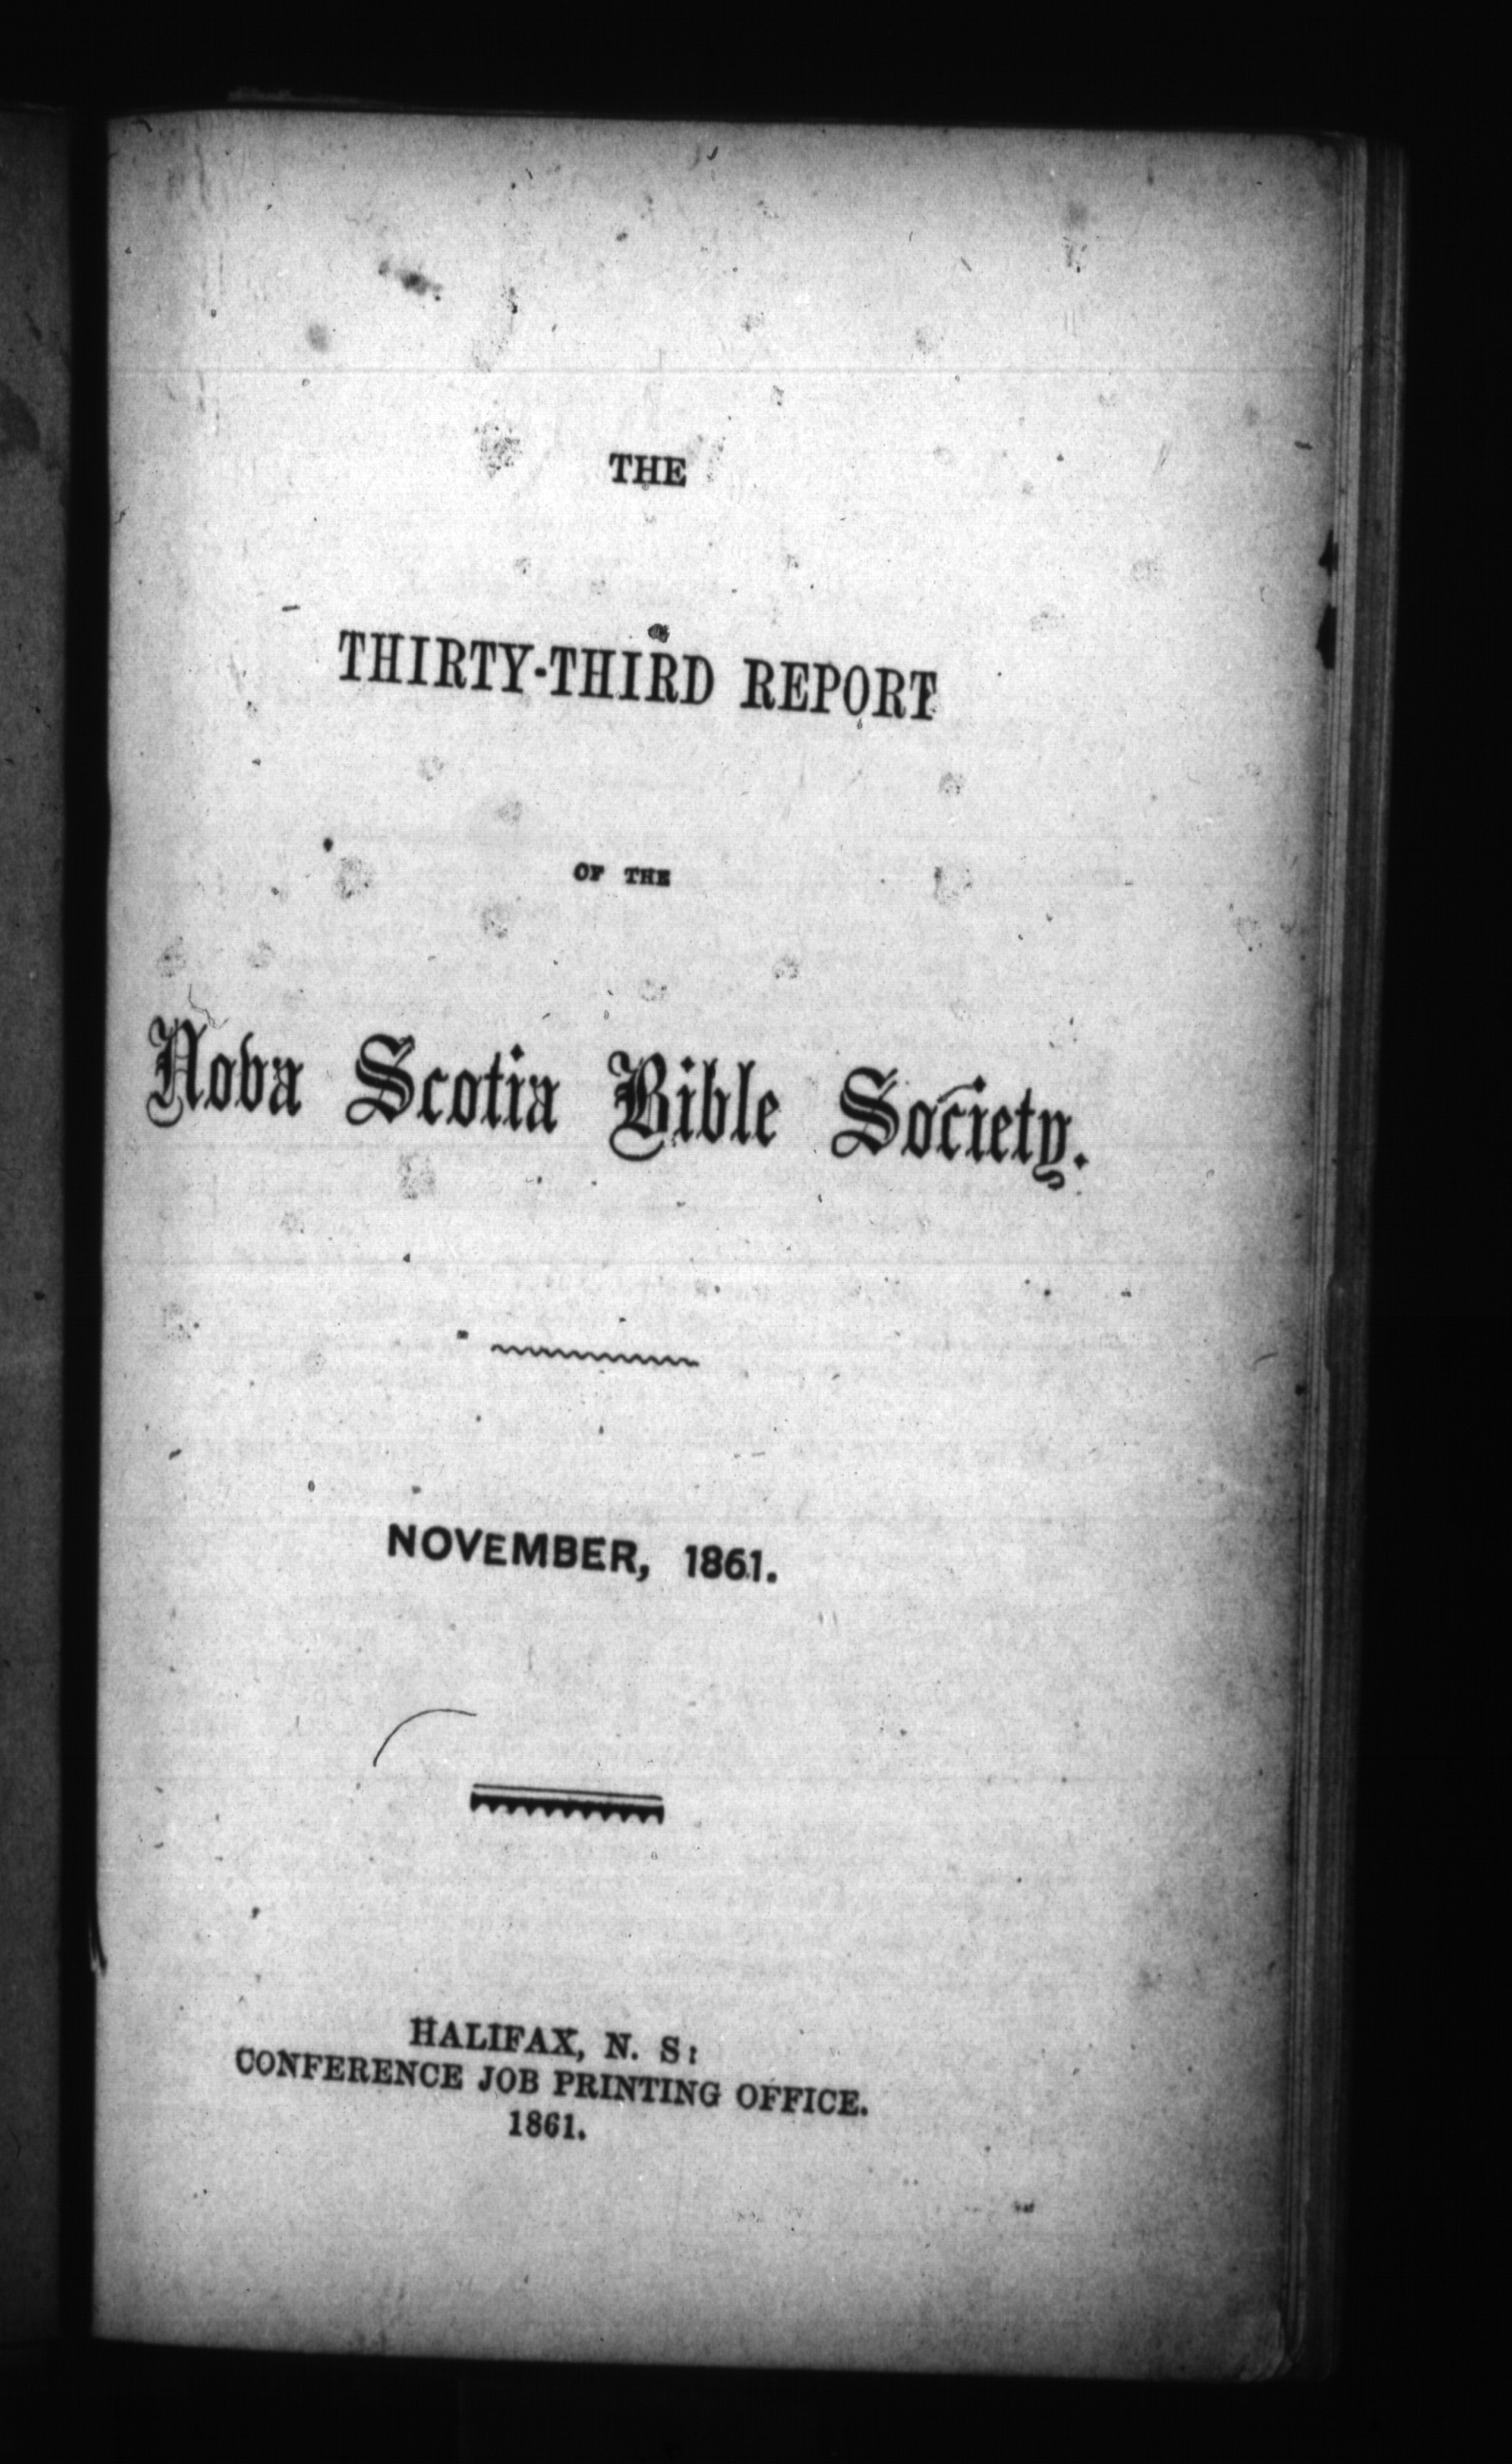 THE
THIRTY-THIRD REPORT
OF THE
Nova Scotia Bible Society.
NOVEMBER, 1861.
HALIFAX, N. S:
CONFERENCE JOB PRINTING OFFICE.
1861.